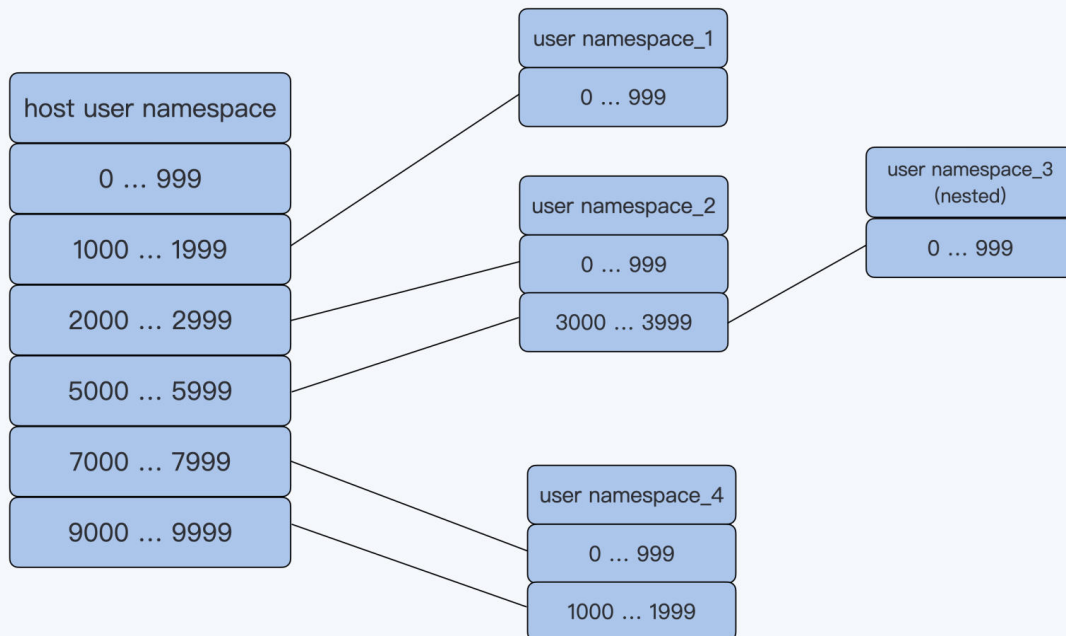 host user namespace
0 ... 999
1000 ... 1999
2000 ... 2999
5000 ... 5999
7000 ... 7999
9000 ... 9999
user namespace_1
0 ... 999
user namespace_2
0 ... 999
3000 ... 3999
user namespace_3
(nested)
0 ... 999
user namespace_4
0 ... 999
1000 ... 1999